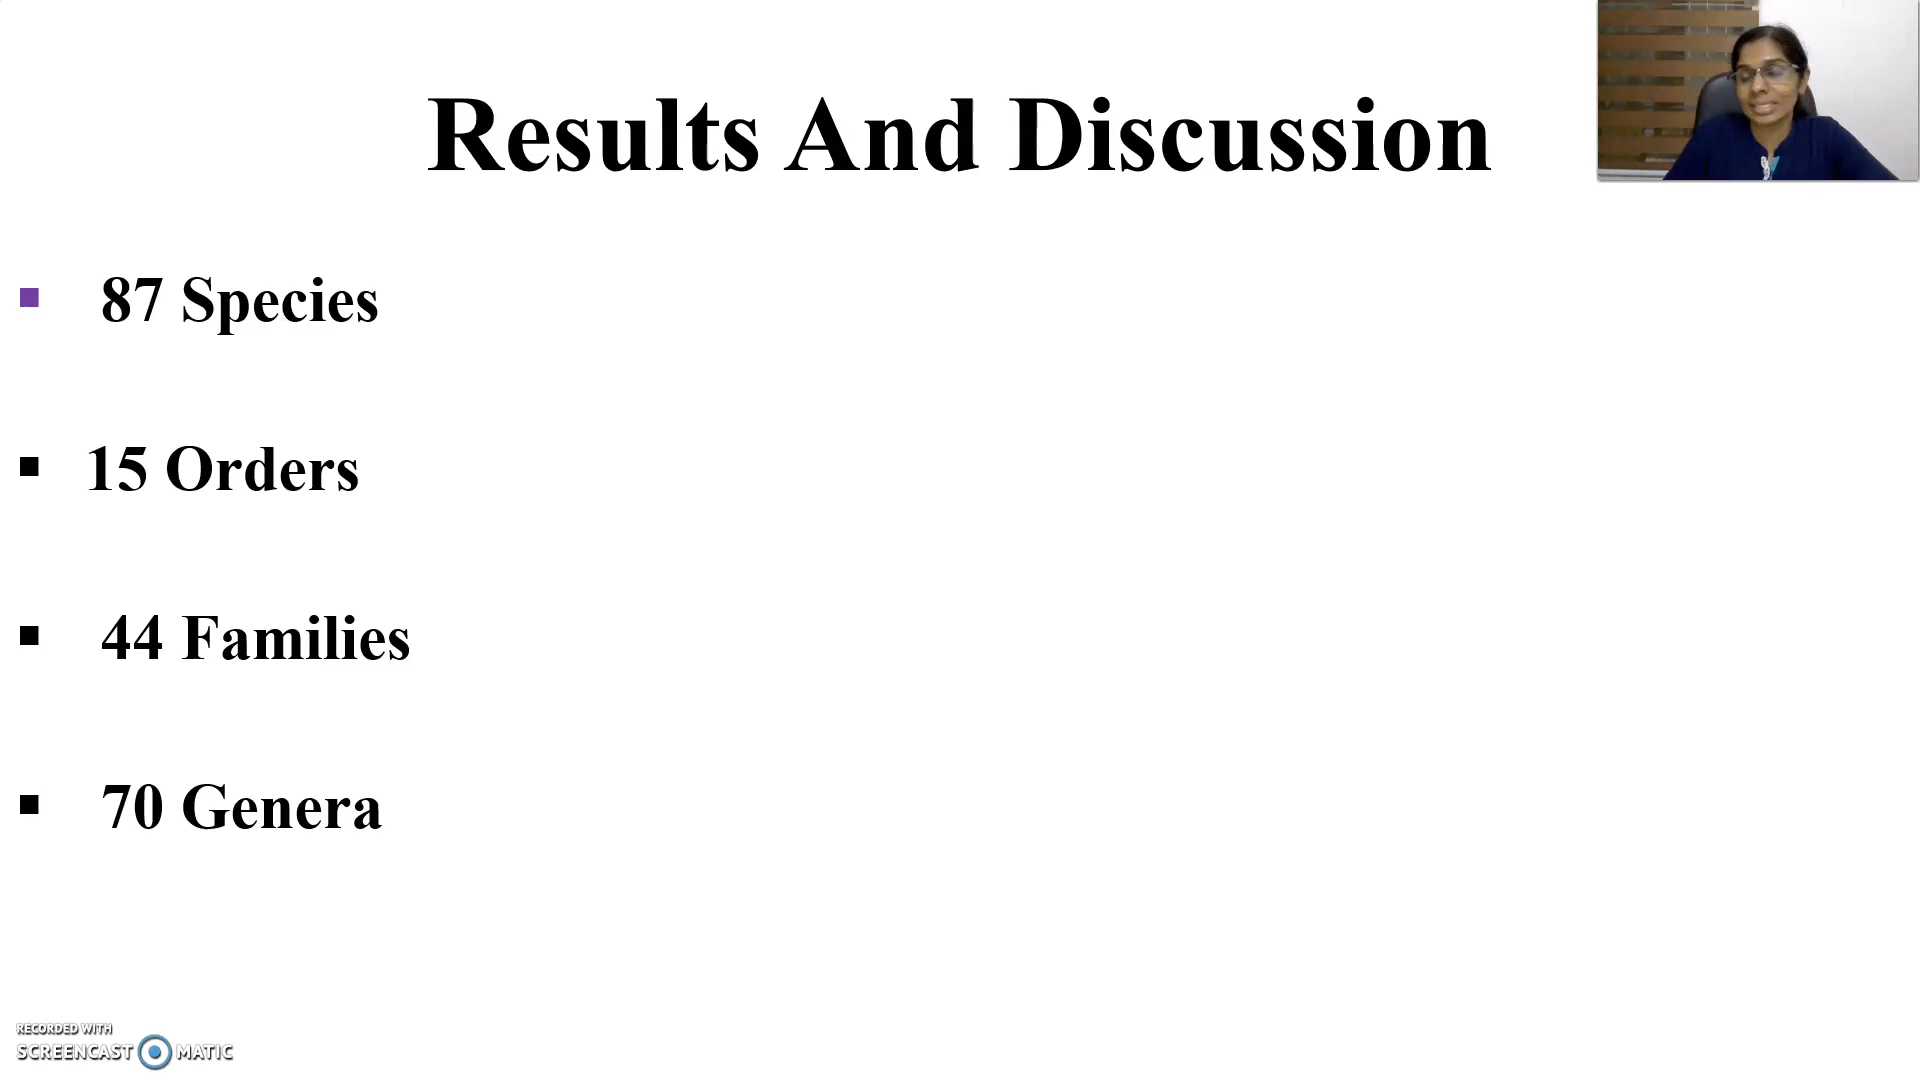 Results And Discussion
▪ 87 Species
▪ 15 Orders
▪ 44 Families
▪ 70 Genera
RECORDED WITH
SCREENCAST MATIC